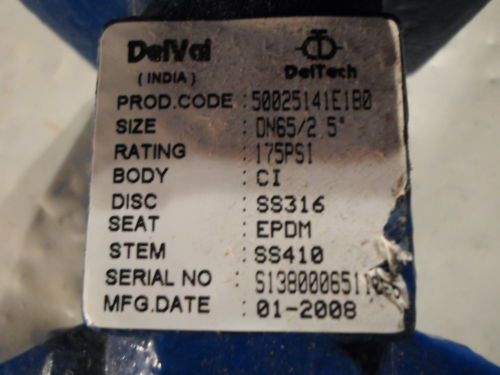 DelVal
( INDIA )
DelTech
PROD.CODE : 50025141E1B0
SIZE : DN65/2.5"
RATING : 175PSI
BODY : CI
DISC : SS316
SEAT : EPDM
STEM : SS410
SERIAL NO :
MFG.DATE : 01-2008